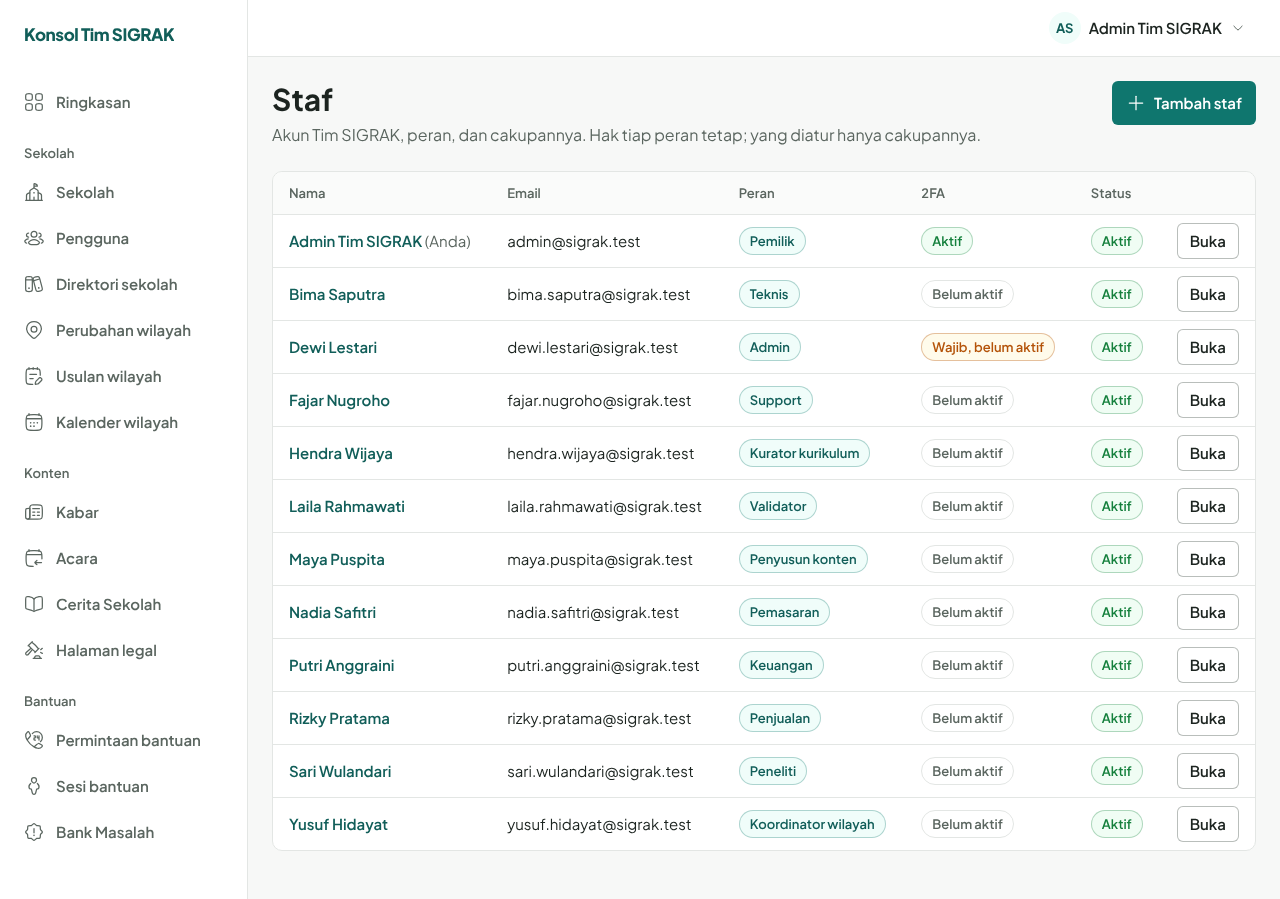 Konsol Tim SIGRAK
AS Admin Tim SIGRAK
Ringkasan
Sekolah
Sekolah
Pengguna
Direktori sekolah
Perubahan wilayah
Usulan wilayah
Kalender wilayah
Konten
Kabar
Acara
Cerita Sekolah
Halaman legal
Bantuan
Permintaan bantuan
Sesi bantuan
Bank Masalah
Staf
Tambah staf
Akun Tim SIGRAK, peran, dan cakupannya. Hak tiap peran tetap; yang diatur hanya cakupannya.
Nama Email Peran 2FA Status
Admin Tim SIGRAK (Anda) admin@sigrak.test Pemilik Aktif Aktif Buka
Bima Saputra bima.saputra@sigrak.test Teknis Belum aktif Aktif Buka
Dewi Lestari dewi.lestari@sigrak.test Admin Wajib, belum aktif Aktif Buka
Fajar Nugroho fajar.nugroho@sigrak.test Support Belum aktif Aktif Buka
Hendra Wijaya hendra.wijaya@sigrak.test Kurator kurikulum Belum aktif Aktif Buka
Laila Rahmawati laila.rahmawati@sigrak.test Validator Belum aktif Aktif Buka
Maya Puspita maya.puspita@sigrak.test Penyusun konten Belum aktif Aktif Buka
Nadia Safitri nadia.safitri@sigrak.test Pemasaran Belum aktif Aktif Buka
Putri Anggraini putri.anggraini@sigrak.test Keuangan Belum aktif Aktif Buka
Rizky Pratama rizky.pratama@sigrak.test Penjualan Belum aktif Aktif Buka
Sari Wulandari sari.wulandari@sigrak.test Peneliti Belum aktif Aktif Buka
Yusuf Hidayat yusuf.hidayat@sigrak.test Koordinator wilayah Belum aktif Aktif Buka